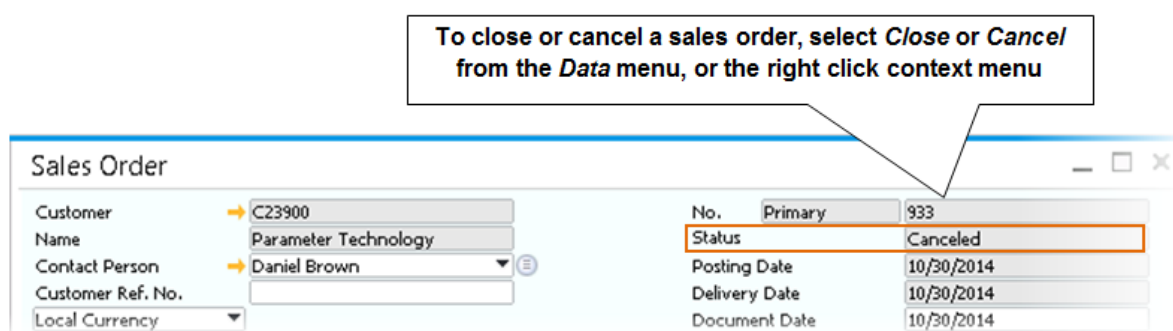 To close or cancel a sales order, select Close or Cancel
from the Data menu, or the right click context menu
Sales Order
Customer C23900 No. Primary 933
Name Parameter Technology Status Canceled
Contact Person Daniel Brown Posting Date 10/30/2014
Customer Ref. No. Delivery Date 10/30/2014
Local Currency Document Date 10/30/2014